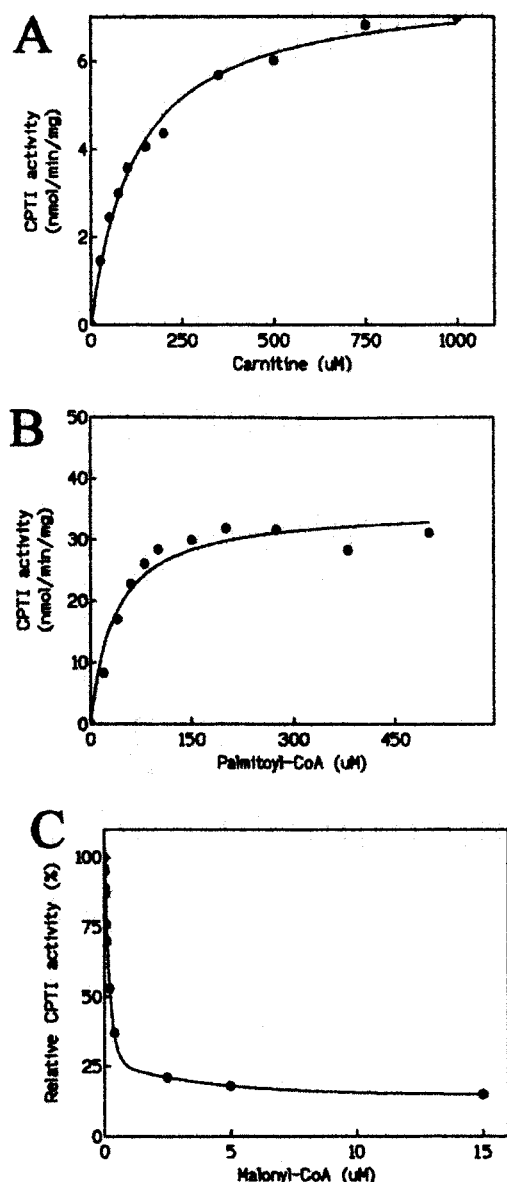 A
CPTI activity
(nmol/min/mg)
6
4
2
0
0 250 500 750 1000
Carnitine (uM)
B
CPTI activity
(nmol/min/mg)
50
40
30
20
10
0
0 150 300 450
Palmitoyl-CoA (uM)
C
Relative CPTI activity (%)
100
75
50
25
0
0 5 10 15
Malonyl-CoA (uM)